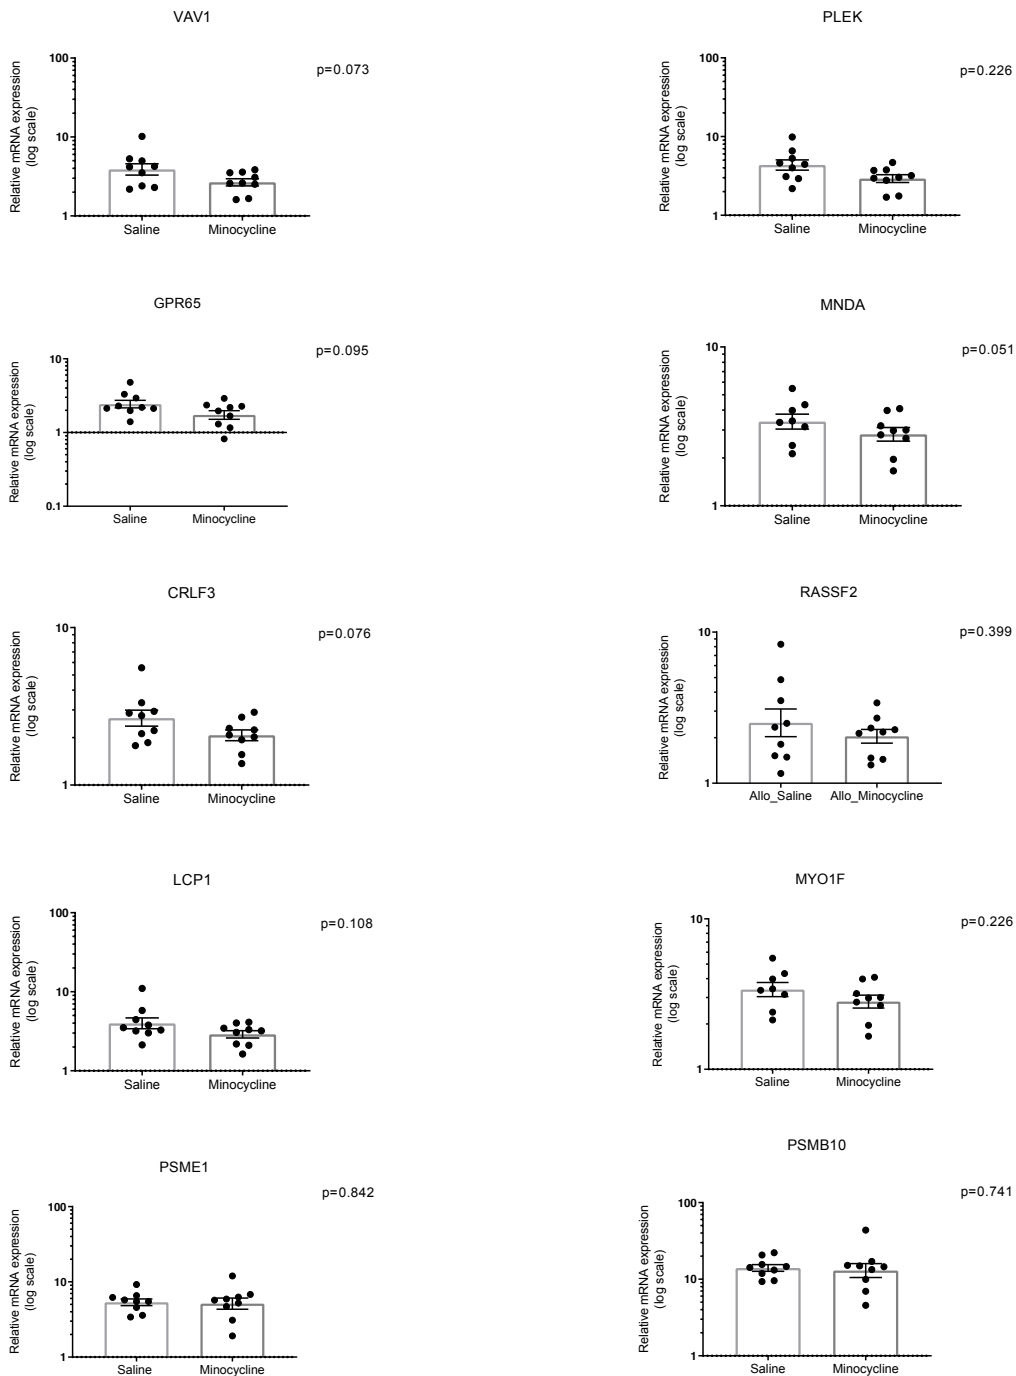 VAV1
Relative mRNA expression
(log scale)
100
10
1
p=0.073
Saline
Minocycline
PLEK
Relative mRNA expression
(log scale)
100
10
1
p=0.226
Saline
Minocycline
GPR65
Relative mRNA expression
(log scale)
10
1
0.1
p=0.095
Saline
Minocycline
MNDA
Relative mRNA expression
(log scale)
10
1
p=0.051
Saline
Minocycline
CRLF3
Relative mRNA expression
(log scale)
10
1
p=0.076
Saline
Minocycline
RASSF2
Relative mRNA expression
(log scale)
10
1
p=0.399
Allo_Saline
Allo_Minocycline
LCP1
Relative mRNA expression
(log scale)
100
10
1
p=0.108
Saline
Minocycline
MYO1F
Relative mRNA expression
(log scale)
10
1
p=0.226
Saline
Minocycline
PSME1
Relative mRNA expression
(log scale)
100
10
1
p=0.842
Saline
Minocycline
PSMB10
Relative mRNA expression
(log scale)
100
10
1
p=0.741
Saline
Minocycline